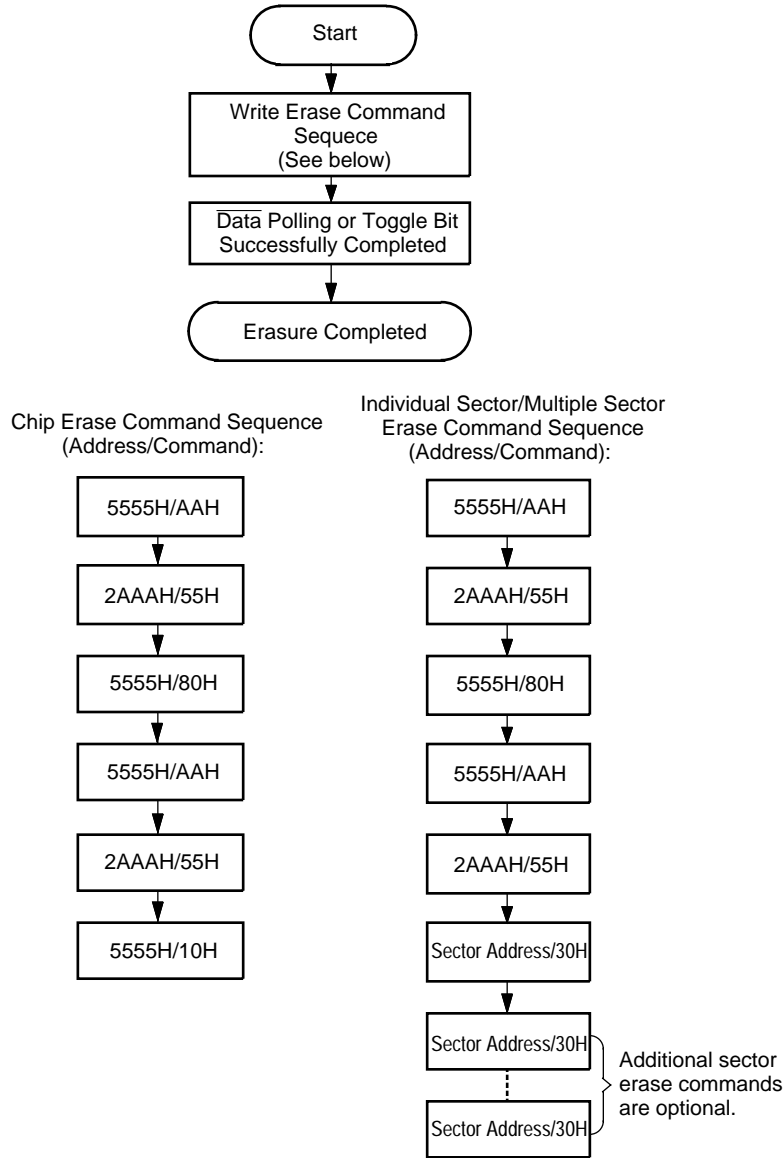 Start
Write Erase Command
Sequece
(See below)
Data Polling or Toggle Bit
Successfully Completed
Erasure Completed
Chip Erase Command Sequence
(Address/Command):
5555H/AAH
2AAAH/55H
5555H/80H
5555H/AAH
2AAAH/55H
5555H/10H
Individual Sector/Multiple Sector
Erase Command Sequence
(Address/Command):
5555H/AAH
2AAAH/55H
5555H/80H
5555H/AAH
2AAAH/55H
Sector Address/30H
Sector Address/30H
Sector Address/30H
Additional sector
erase commands
are optional.